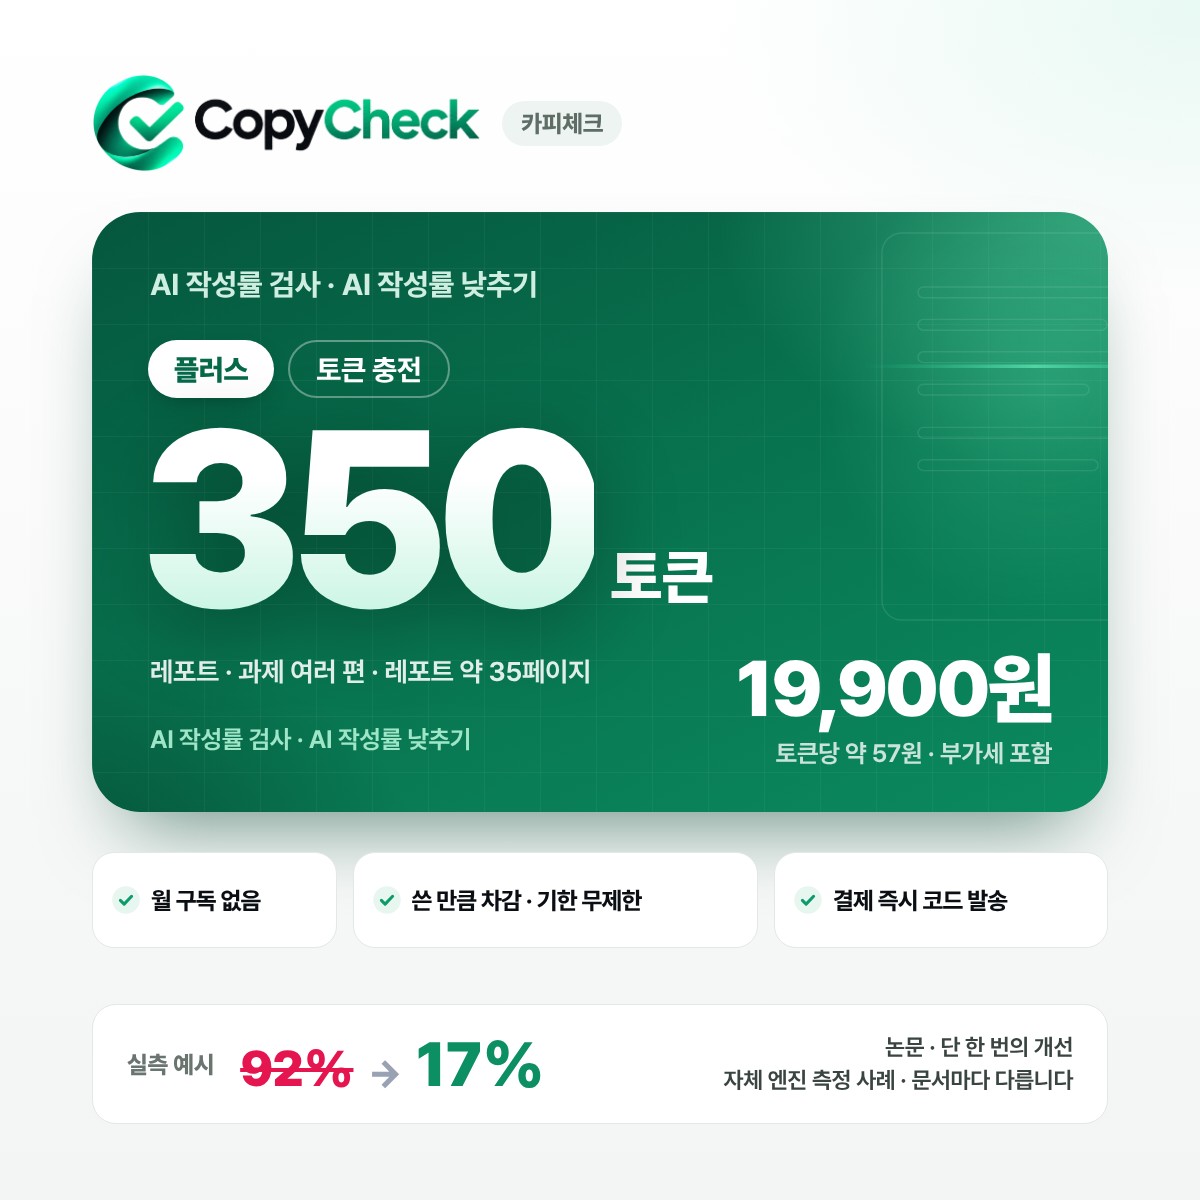 CopyCheck 카피체크
AI 작성률 검사 · AI 작성률 낮추기
플러스 토큰 충전
350 토큰
레포트 · 과제 여러 편 · 레포트 약 35페이지
AI 작성률 검사 · AI 작성률 낮추기
19,900원
토큰당 약 57원 · 부가세 포함
월 구독 없음
쓴 만큼 차감 · 기한 무제한
결제 즉시 코드 발송
실측 예시 92% → 17%
논문 · 단 한 번의 개선
자체 엔진 측정 사례 · 문서마다 다릅니다